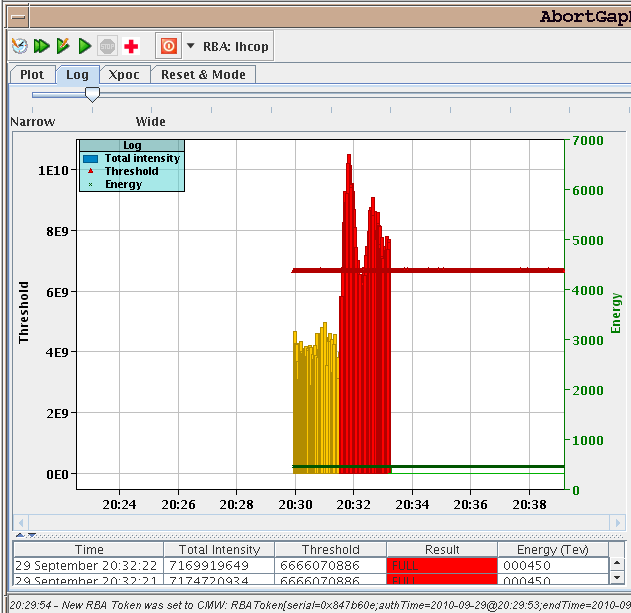 AbortGap
RBA: lhcop
Plot Log Xpoc Reset & Mode
Narrow Wide
Log
Total intensity
Threshold
Energy
1E10
8E9
6E9
4E9
2E9
0E0
Threshold
7000
6000
5000
4000
3000
2000
1000
0
Energy
20:24 20:26 20:28 20:30 20:32 20:34 20:36 20:38
Time Total Intensity Threshold Result Energy (Tev)
29 September 20:32:22 7169919649 6666070886 FULL 000450
29 September 20:32:21 7174720934 6666070886 FULL 000450
20:29:54 - New RBA Token was set to CMW: RBAToken[serial=0x847b60e;authTime=2010-09-29@20:29:53;endTime=2010-0